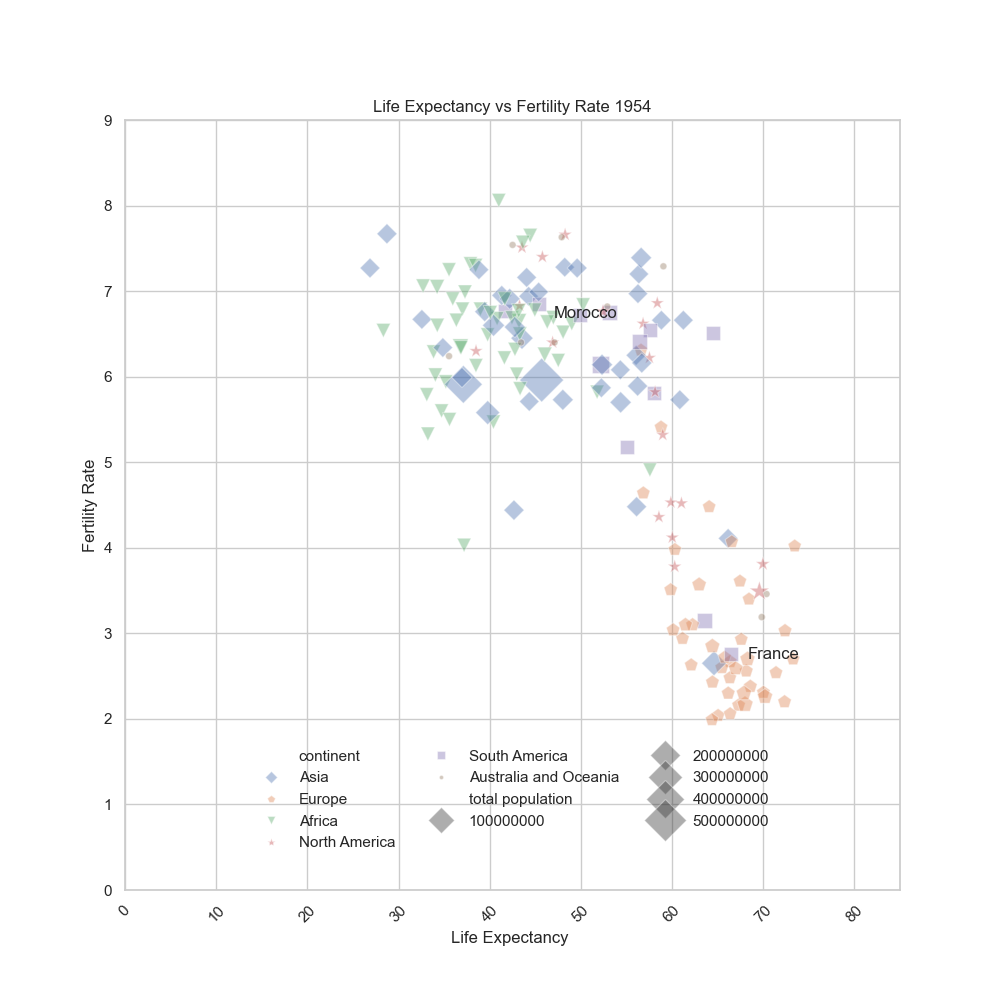 Life Expectancy vs Fertility Rate 1954
9
8
7
6
5
4
3
2
1
0
Fertility Rate
Morocco
France
continent
Asia
Europe
Africa
North America
South America
Australia and Oceania
total population
100000000
200000000
300000000
400000000
500000000
0
10
20
30
40
50
60
70
80
Life Expectancy